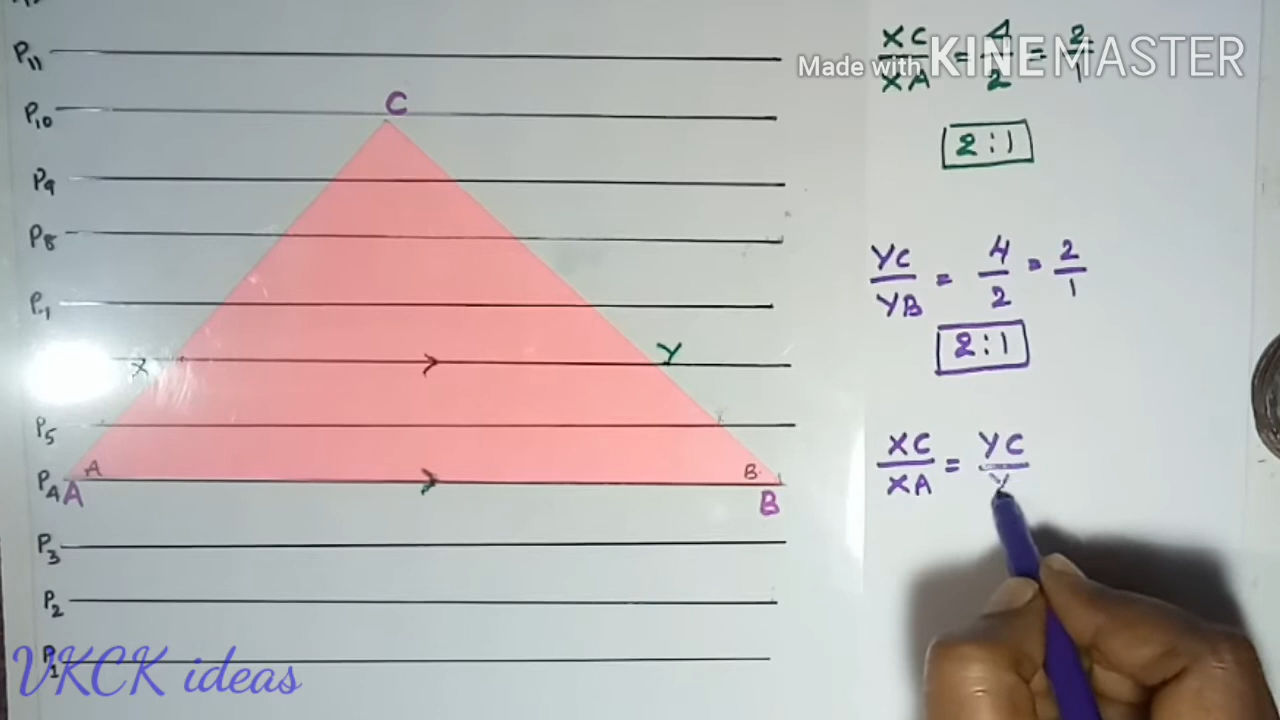 P11
P10
C
P9
P8
P7
X
Y
P5
P4
A
A
B
B
P3
P2
P1
VKCK ideas
XC/XA = 4/2 = 2/1
Made with KINEMASTER
2:1
YC/YB = 4/2 = 2/1
2:1
XC/XA = YC/Y